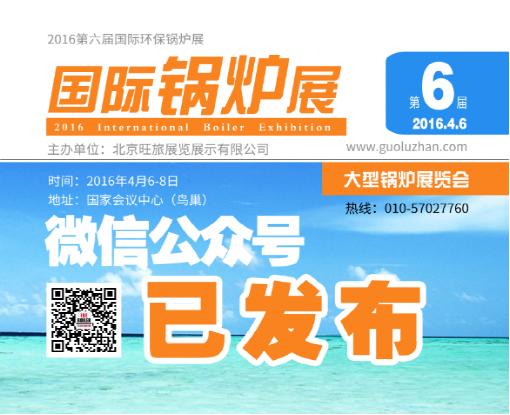 2016第六届国际环保锅炉展
国际锅炉展
2016 International Boiler Exhibition
主办单位：北京旺旅展览展示有限公司
第6届
2016.4.6
www.guoluzhan.com
时间：2016年4月6-8日
地址：国家会议中心（鸟巢）
大型锅炉展览会
热线：010-57027760
微信公众号
已发布